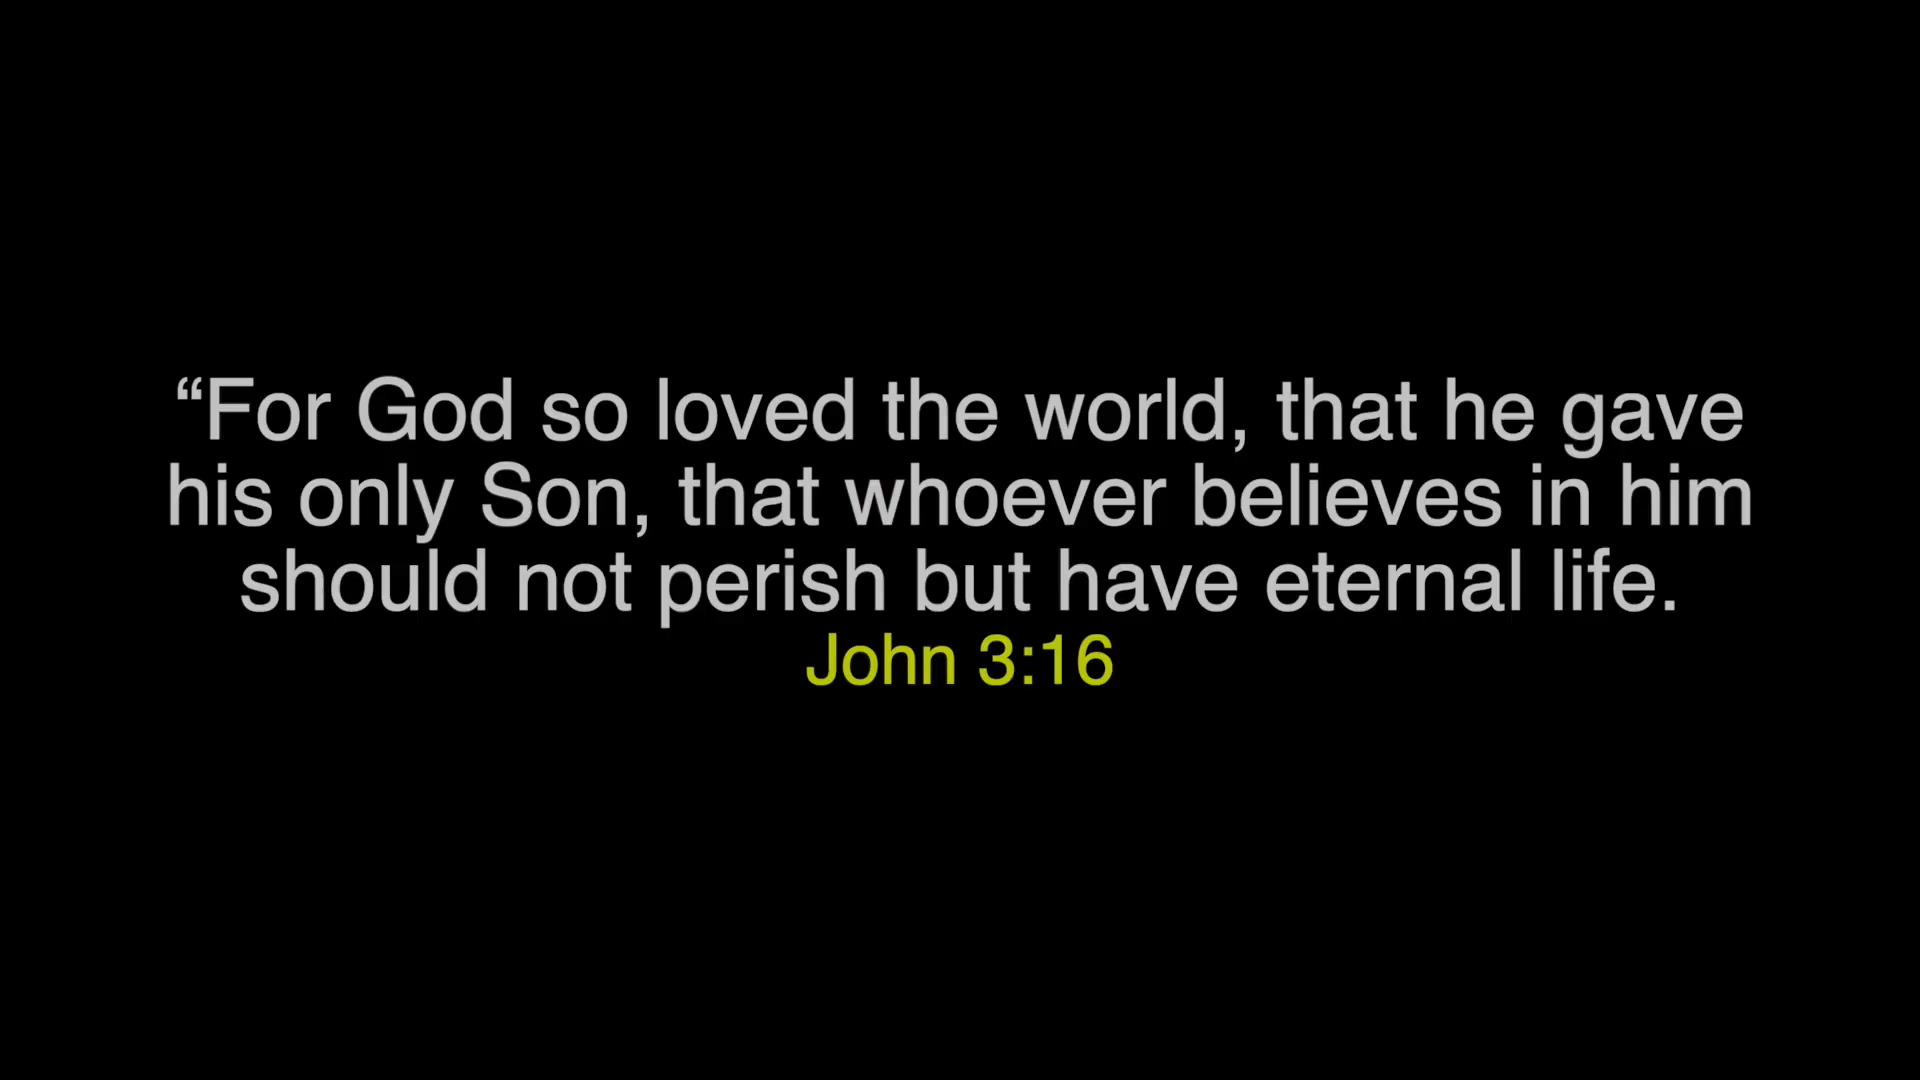 “For God so loved the world, that he gave
his only Son, that whoever believes in him
should not perish but have eternal life.
John 3:16